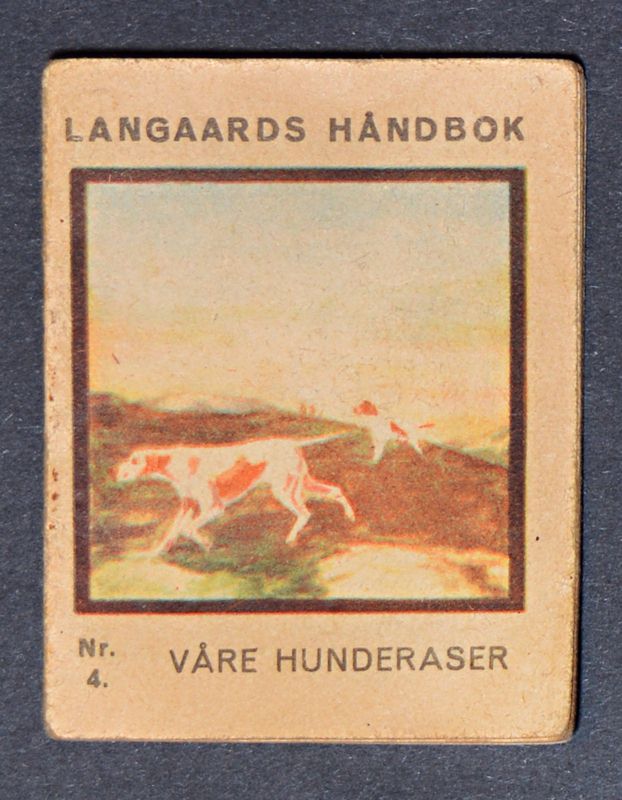 LANGAARDS HÅNDBOK
Nr.
4.
VÅRE HUNDERASER